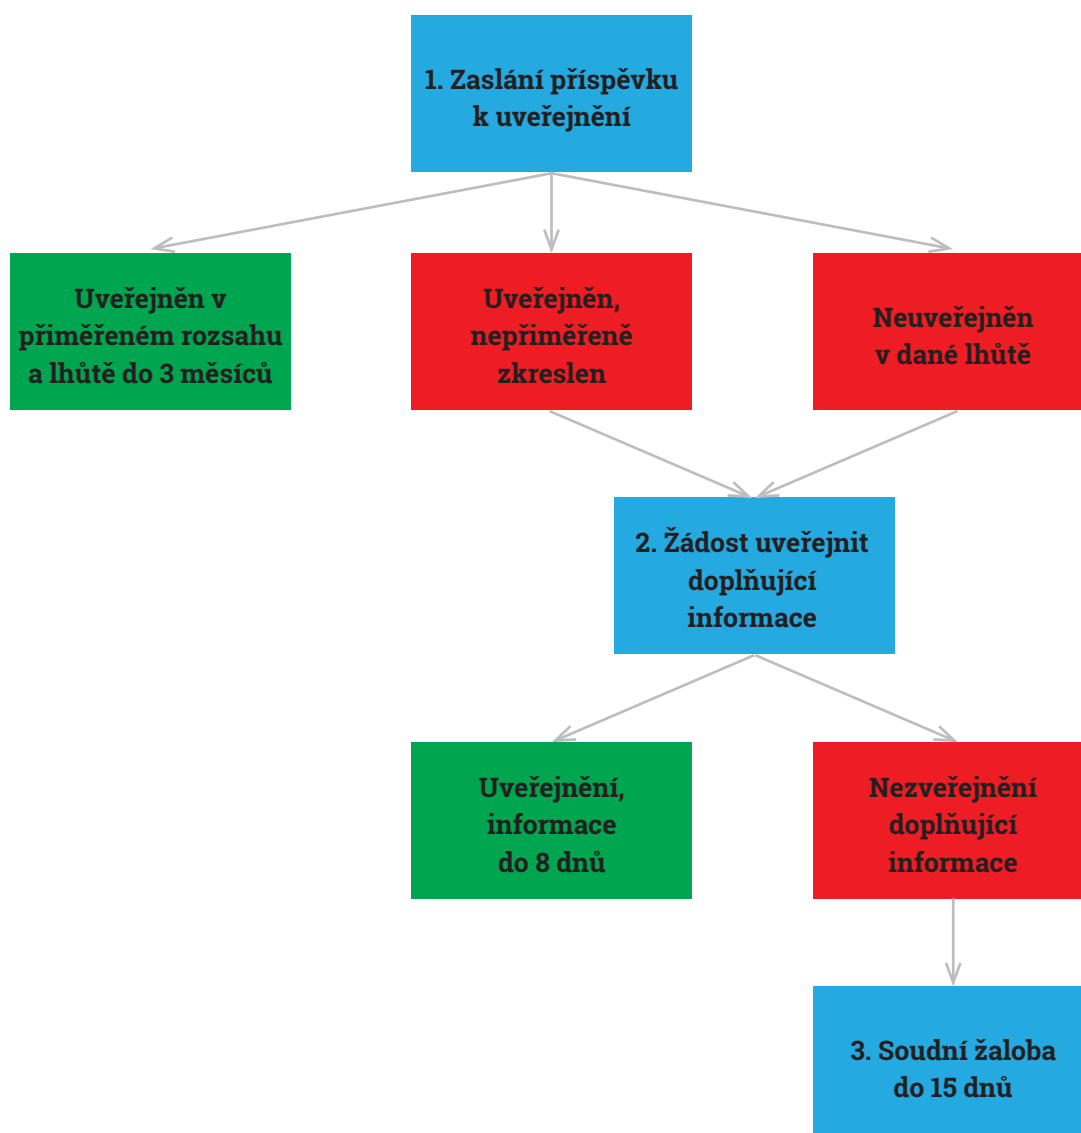 1. Zaslání příspěvku
k uveřejnění
Uveřejněn v
přiměřeném rozsahu
a lhůtě do 3 měsíců
Uveřejněn,
nepřiměřeně
zkreslen
Neuveřejněn
v dané lhůtě
2. Žádost uveřejnit
doplňující
informace
Uveřejnění,
informace
do 8 dnů
Nezveřejnění
doplňující
informace
3. Soudní žaloba
do 15 dnů